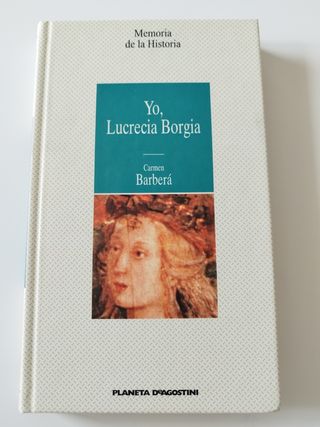 Memoria
de la Historia
Yo,
Lucrecia Borgia
Carmen
Barberá
PLANETA DEAGOSTINI